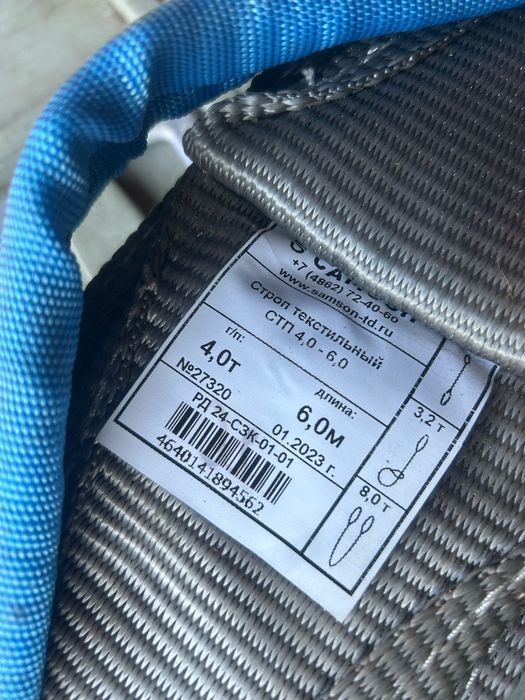 +7 (4862) 72-40-60
www.samson-td.ru
Строп текстильный
СТП 4,0 - 6,0
г/п: длина:
4,0т 6,0м
№27320 01.2023 г.
РД 24-СЗК-01-01
4640141894562
3,2 т
8,0 т